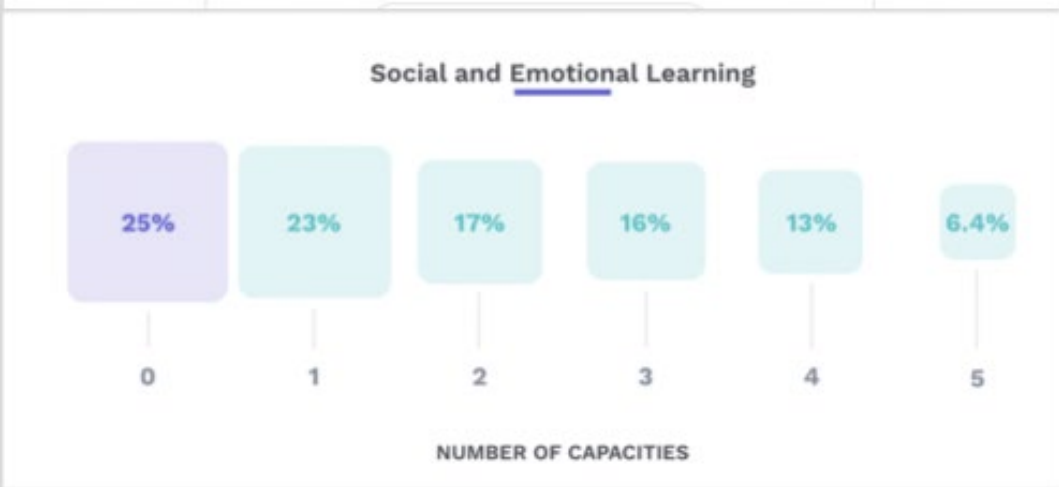 Social and Emotional Learning
25% 23% 17% 16% 13% 6.4%
0 1 2 3 4 5
NUMBER OF CAPACITIES